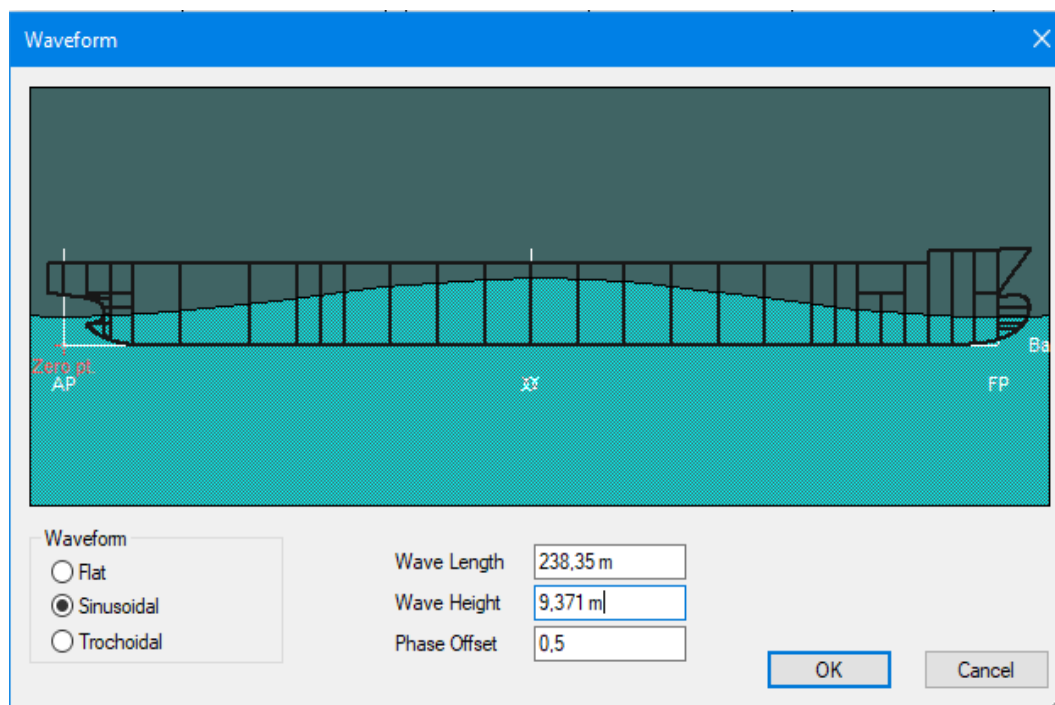 Waveform
Zero pt.
Ba
AP
FP
Waveform
Flat
Sinusoidal
Trochoidal
Wave Length 238,35 m
Wave Height 9,371 m
Phase Offset 0,5
OK Cancel